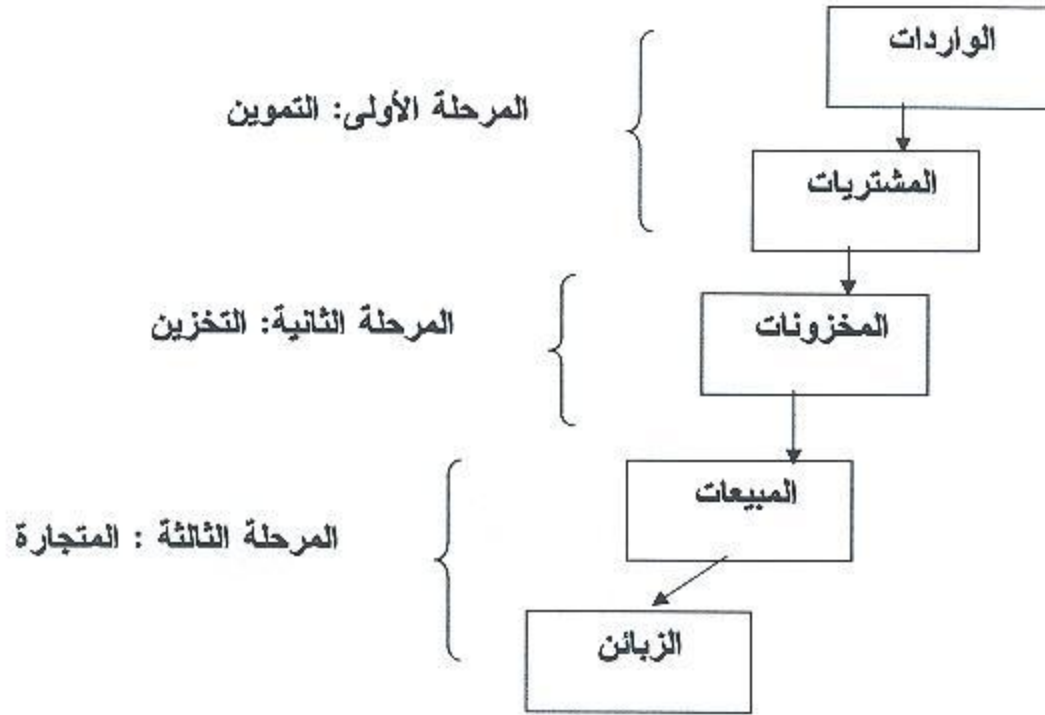 الواردات
المرحلة الأولى: التموين
المشتريات
المخزونات
المرحلة الثانية: التخزين
المبيعات
المرحلة الثالثة : المتجارة
الزبائن